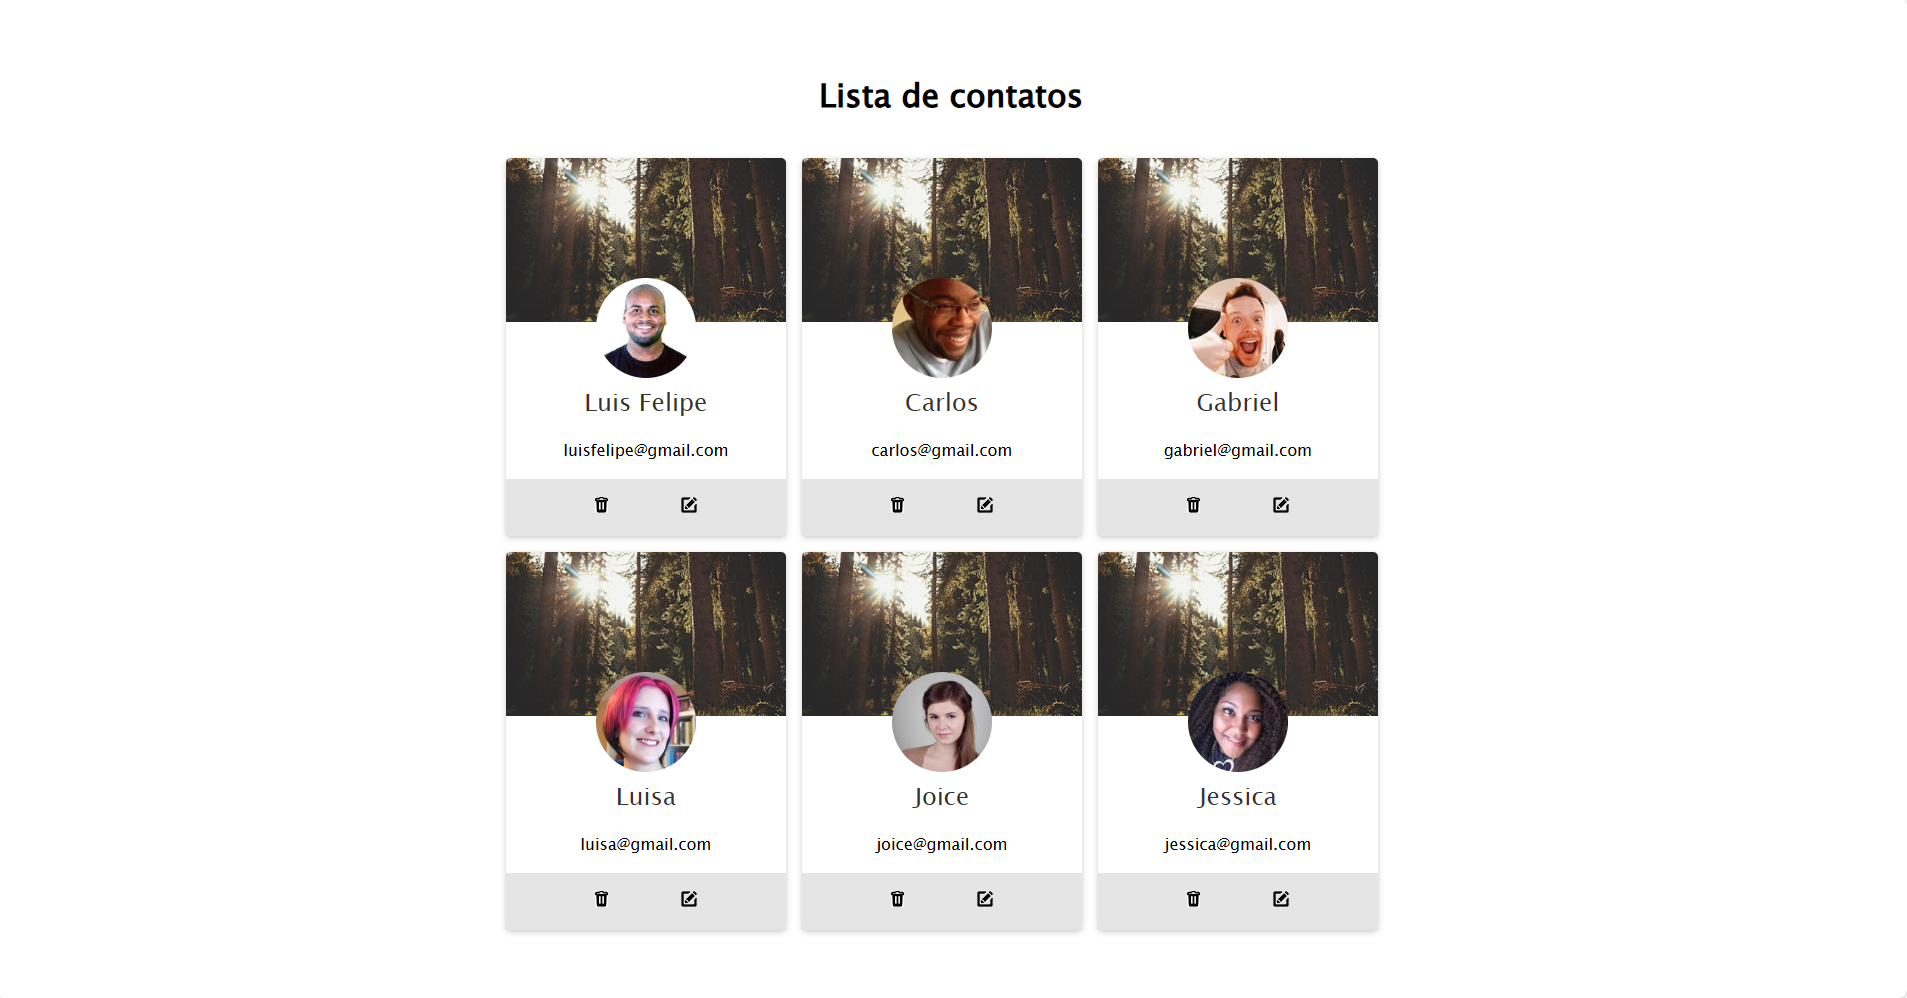 Lista de contatos
Luis Felipe
luisfelipe@gmail.com
Carlos
carlos@gmail.com
Gabriel
gabriel@gmail.com
Luisa
luisa@gmail.com
Joice
joice@gmail.com
Jessica
jessica@gmail.com